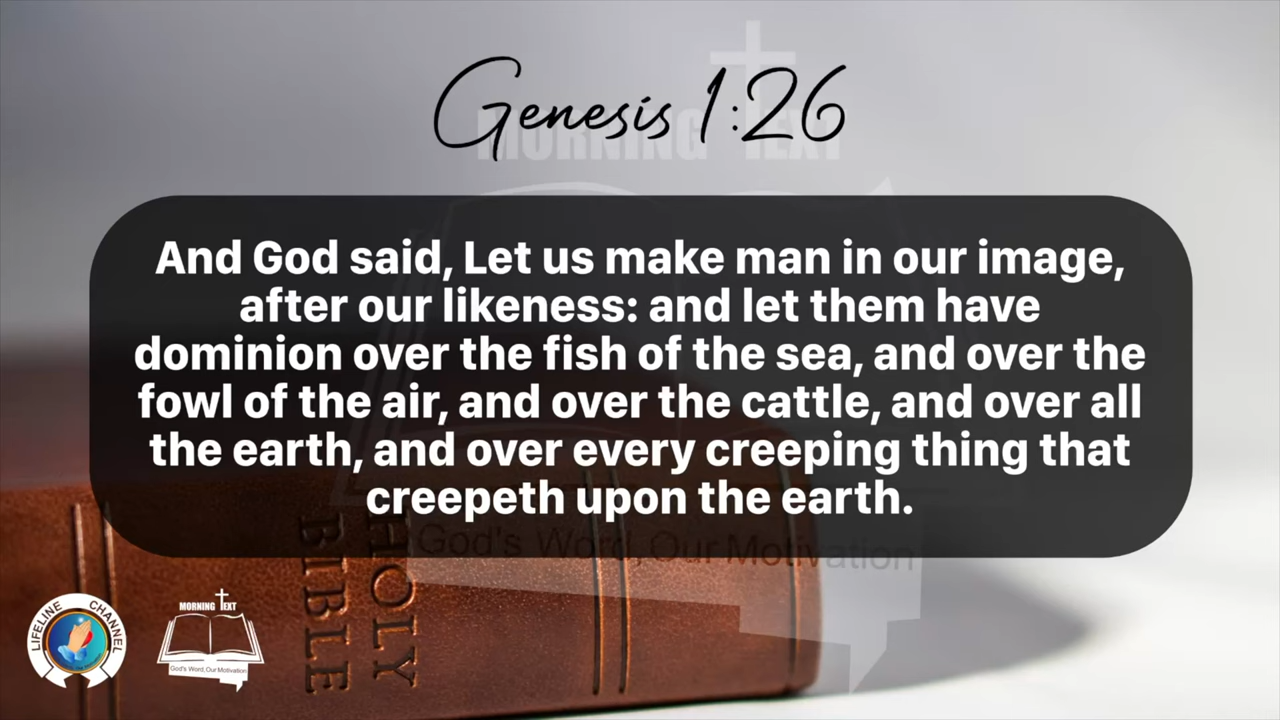 Genesis 1:26
MORNING TEXT
And God said, Let us make man in our image,
after our likeness: and let them have
dominion over the fish of the sea, and over the
fowl of the air, and over the cattle, and over all
the earth, and over every creeping thing that
creepeth upon the earth.
God's Word, Our Motivation
HOLY
BIBLE
LIFELINE CHANNEL
MORNING TEXT
God's Word, Our Motivation